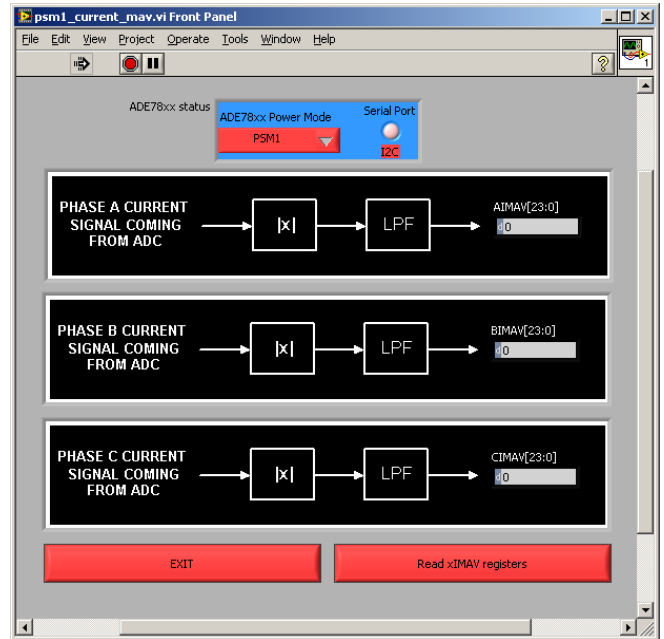 psm1_current_mav.vi Front Panel
File Edit View Project Operate Tools Window Help
1
ADE78xx status
ADE78xx Power Mode
Serial Port
PSM1
I2C
PHASE A CURRENT
SIGNAL COMING
FROM ADC
|x|
LPF
AIMAV[23:0]
d 0
PHASE B CURRENT
SIGNAL COMING
FROM ADC
|x|
LPF
BIMAV[23:0]
d 0
PHASE C CURRENT
SIGNAL COMING
FROM ADC
|x|
LPF
CIMAV[23:0]
d 0
EXIT
Read xIMAV registers